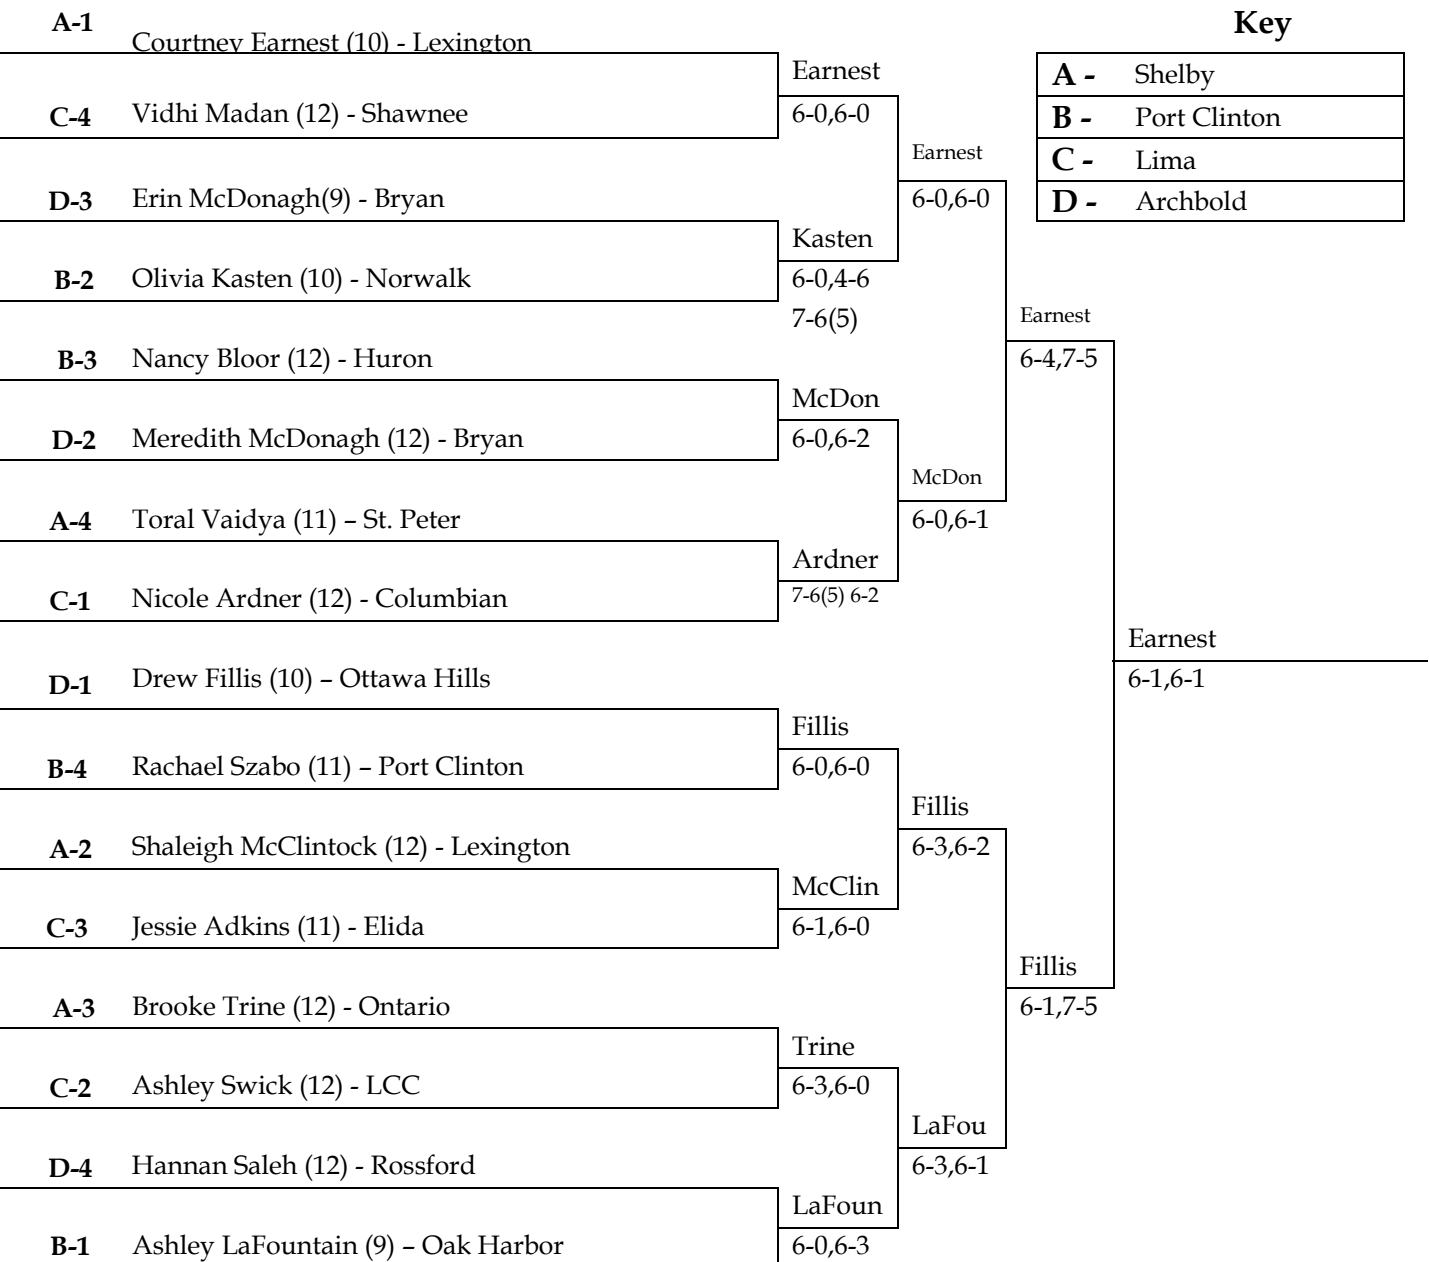 A-1 Courtney Earnest (10) - Lexington
C-4 Vidhi Madan (12) - Shawnee
D-3 Erin McDonagh(9) - Bryan
B-2 Olivia Kasten (10) - Norwalk
B-3 Nancy Bloor (12) - Huron
D-2 Meredith McDonagh (12) - Bryan
A-4 Toral Vaidya (11) – St. Peter
C-1 Nicole Ardner (12) - Columbian
D-1 Drew Fillis (10) – Ottawa Hills
B-4 Rachael Szabo (11) – Port Clinton
A-2 Shaleigh McClintock (12) - Lexington
C-3 Jessie Adkins (11) - Elida
A-3 Brooke Trine (12) - Ontario
C-2 Ashley Swick (12) - LCC
D-4 Hannan Saleh (12) - Rossford
B-1 Ashley LaFountain (9) – Oak Harbor
Earnest
6-0,6-0
Kasten
6-0,4-6
7-6(5)
McDon
6-0,6-2
Ardner
7-6(5) 6-2
Fillis
6-0,6-0
McClin
6-1,6-0
Trine
6-3,6-0
LaFoun
6-0,6-3
Earnest
6-0,6-0
McDon
6-0,6-1
Fillis
6-3,6-2
LaFou
6-3,6-1
Earnest
6-4,7-5
Fillis
6-1,7-5
Earnest
6-1,6-1
Key
A - Shelby
B - Port Clinton
C - Lima
D - Archbold